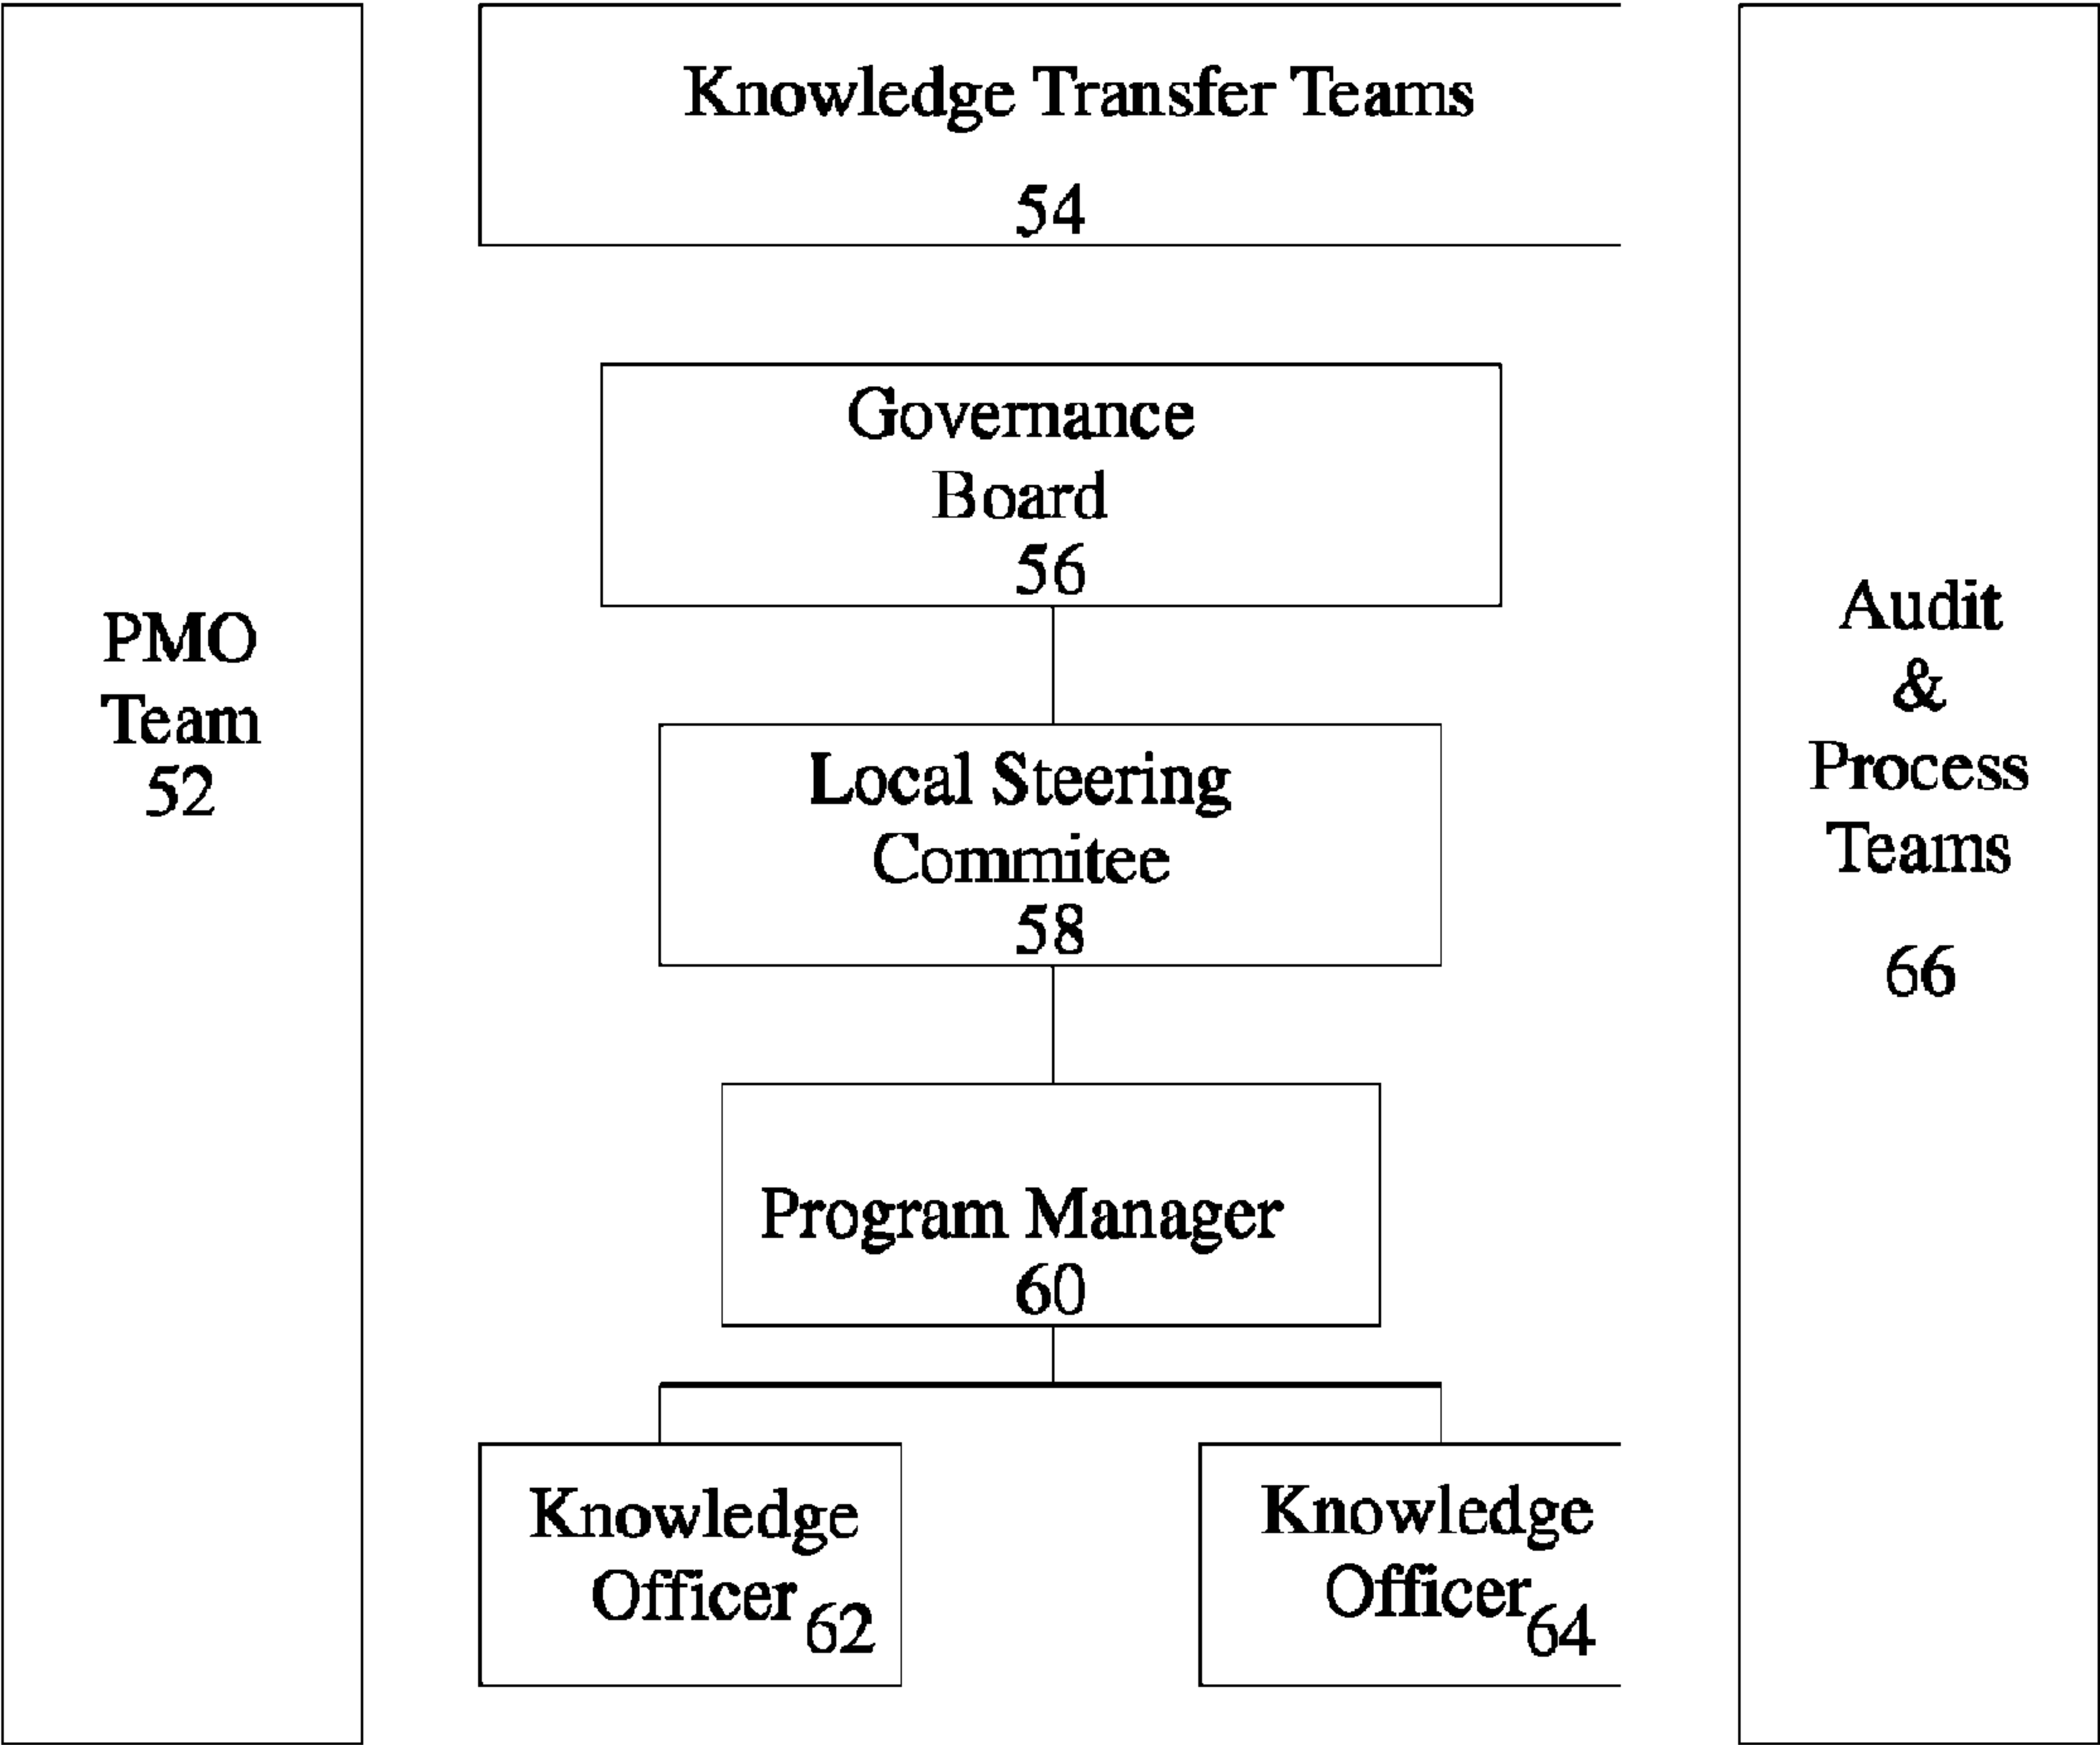 PMO
Team
52
Knowledge Transfer Teams
54
Governance
Board
56
Local Steering
Commitee
58
Program Manager
60
Knowledge
Officer 62
Knowledge
Officer 64
Audit
&
Process
Teams
66